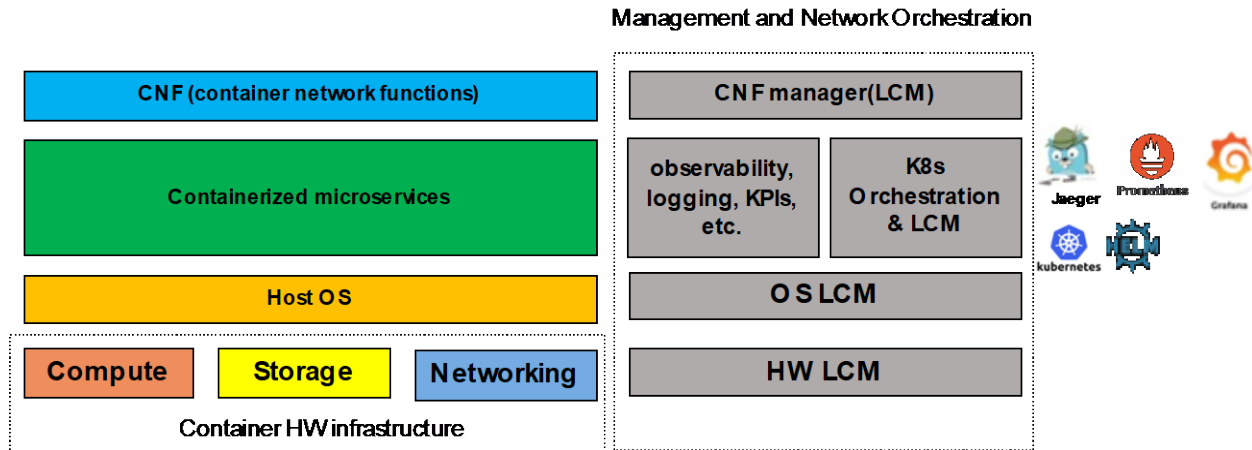 Management and Network Orchestration
CNF (container network functions)
CNF manager(LCM)
Containerized microservices
observability,
logging, KPIs,
etc.
K8s
Orchestration
& LCM
Jaeger
Prometheus
Grafana
kubernetes
HELM
Host OS
OS LCM
Compute
Storage
Networking
HW LCM
Container HW infrastructure